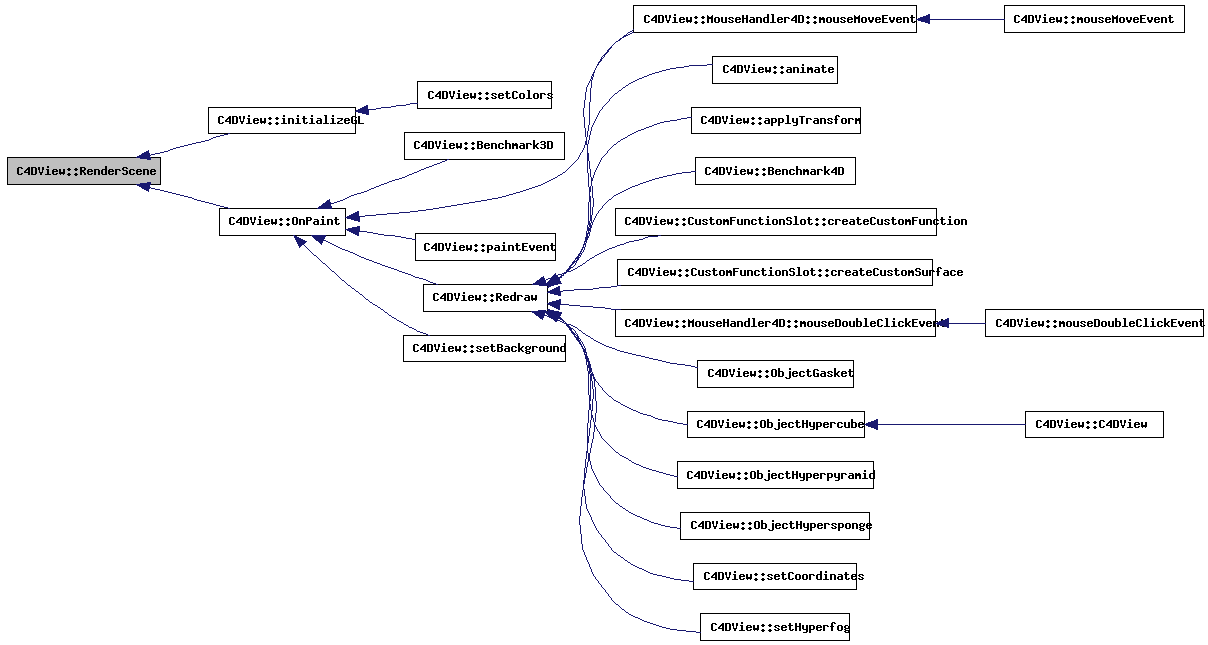 C4DView::MouseHandler4D::mouseMoveEvent
C4DView::mouseMoveEvent
C4DView::animate
C4DView::setColors
C4DView::initializeGL
C4DView::applyTransform
C4DView::Benchmark3D
C4DView::RenderScene
C4DView::Benchmark4D
C4DView::OnPaint
C4DView::CustomFunctionSlot::createCustomFunction
C4DView::paintEvent
C4DView::CustomFunctionSlot::createCustomSurface
C4DView::Redraw
C4DView::MouseHandler4D::mouseDoubleClickEvent
C4DView::mouseDoubleClickEvent
C4DView::setBackground
C4DView::ObjectGasket
C4DView::ObjectHypercube
C4DView::C4DView
C4DView::ObjectHyperpyramid
C4DView::ObjectHypersponge
C4DView::setCoordinates
C4DView::setHyperfog